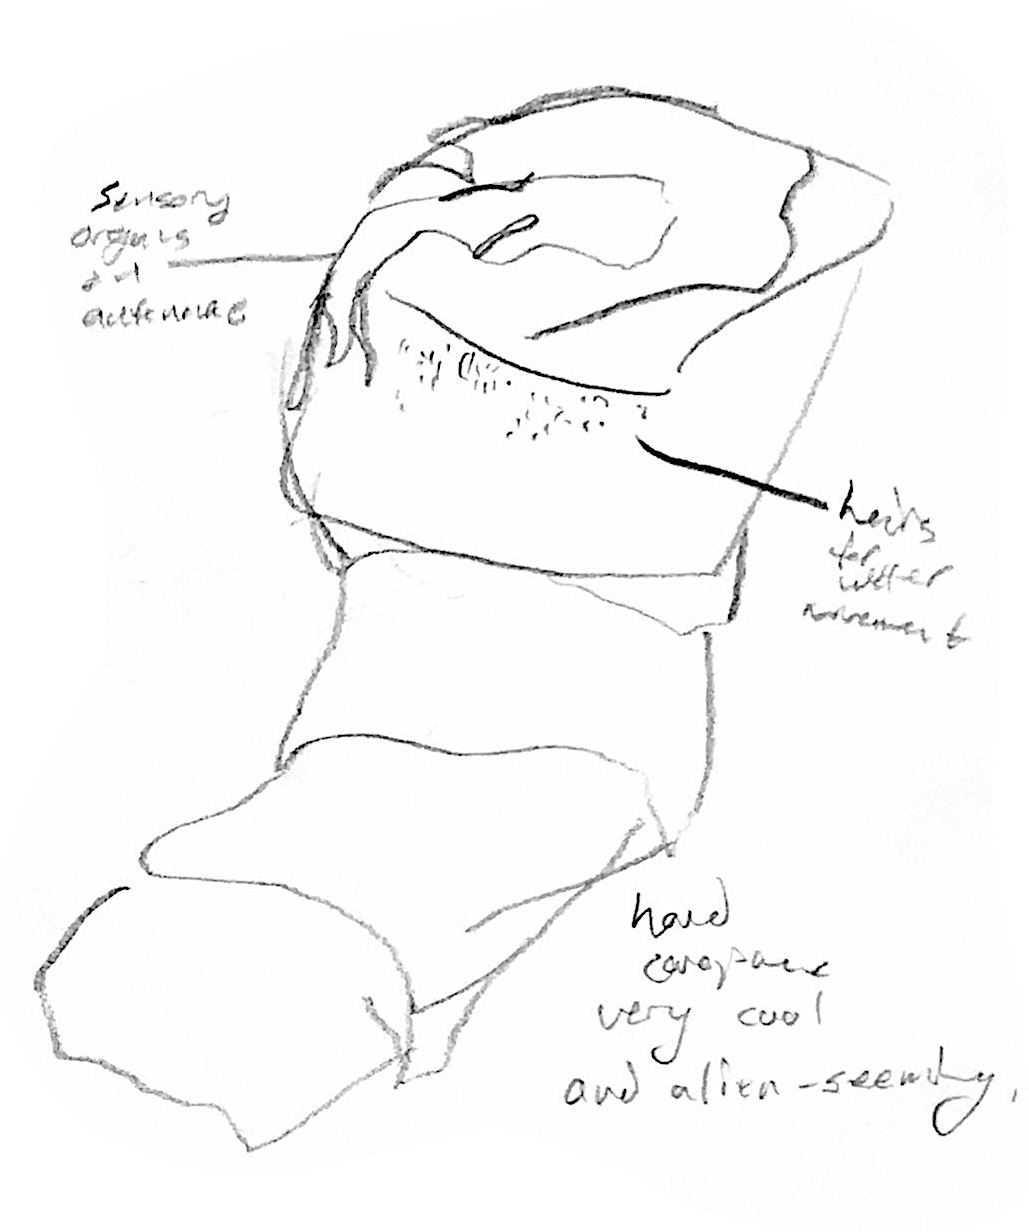 Sensory
organs
and
antennae
hairs
for
water
movement
hard
carapace
very cool
and alien-seeming,